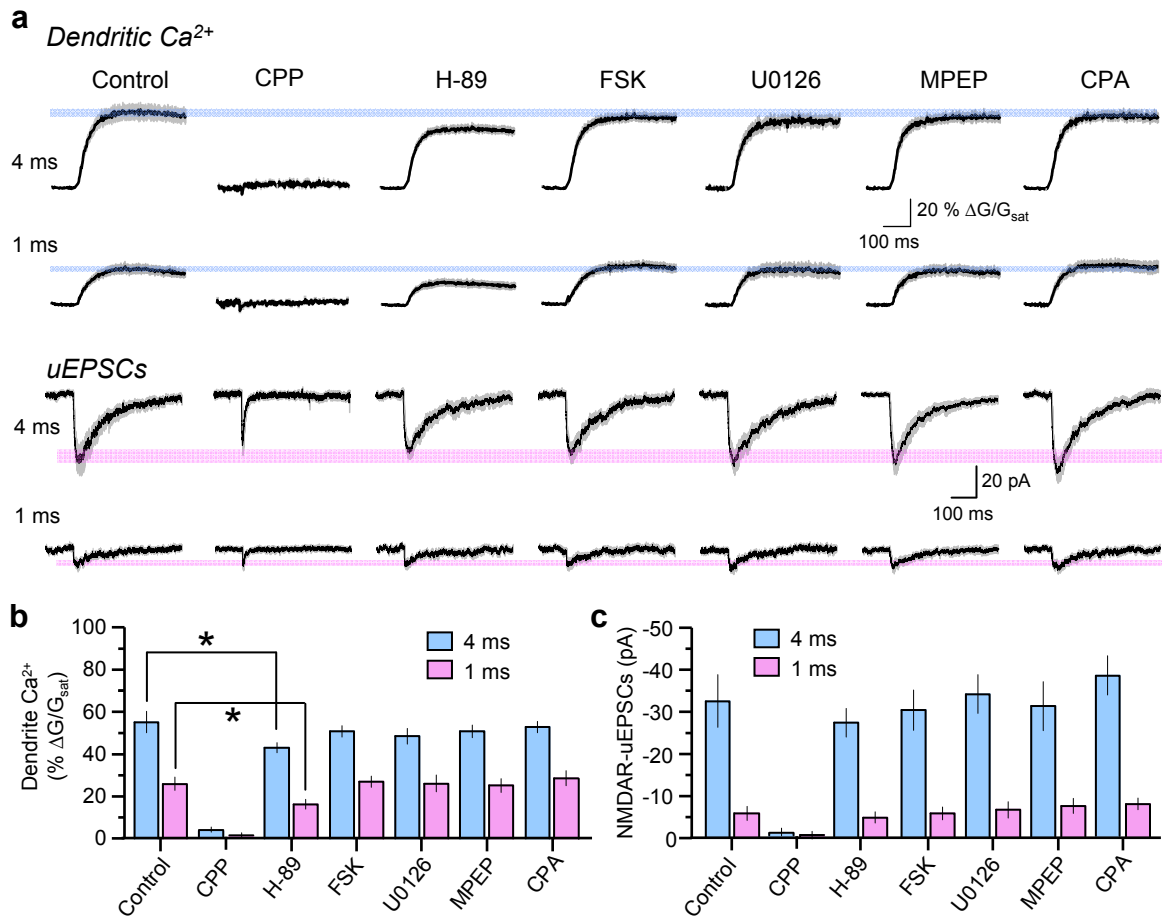 a
Dendritic Ca²⁺
Control CPP H-89 FSK U0126 MPEP CPA
4 ms
20 % ΔG/Gsat
100 ms
1 ms
uEPSCs
4 ms
20 pA
100 ms
1 ms
b
Dendrite Ca²⁺
(% ΔG/Gsat)
100
80
60
40
20
0
*
*
4 ms
1 ms
Control CPP H-89 FSK U0126 MPEP CPA
c
NMDAR-uEPSCs (pA)
-50
-40
-30
-20
-10
0
4 ms
1 ms
Control CPP H-89 FSK U0126 MPEP CPA